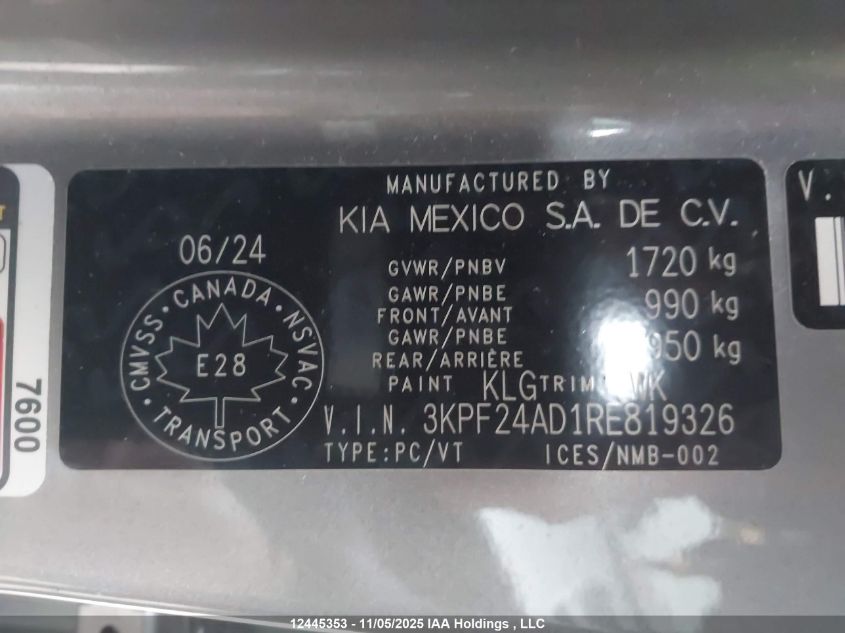 MANUFACTURED BY
KIA MEXICO S.A. DE C.V.
06/24
GVWR/PNBV 1720 kg
GAWR/PNBE
FRONT/AVANT 990 kg
GAWR/PNBE
REAR/ARRIÈRE 950 kg
PAINT KLG TRIM WK
V.I.N. 3KPF24AD1RE819326
TYPE:PC/VT ICES/NMB-002
CMVSS · CANADA · NSVAC
E28
TRANSPORT
7600
V.
12445353 - 11/05/2025 IAA Holdings , LLC